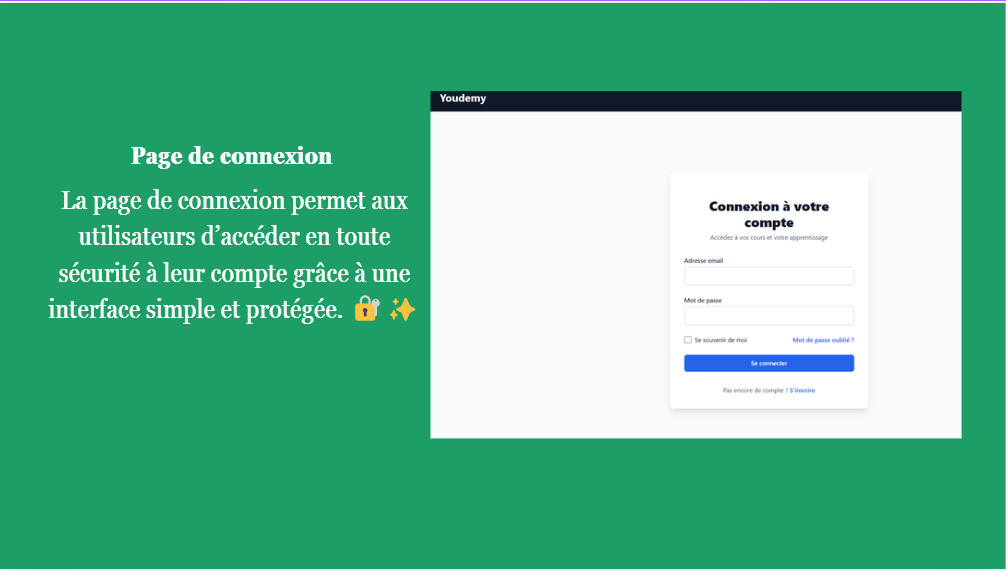 Page de connexion
La page de connexion permet aux
utilisateurs d’accéder en toute
sécurité à leur compte grâce à une
interface simple et protégée. 🔐 ✨
Youdemy
Connexion à votre
compte
Accédez à vos cours et votre apprentissage
Adresse email
Mot de passe
Se souvenir de moi Mot de passe oublié ?
Se connecter
Pas encore de compte ? S'inscrire